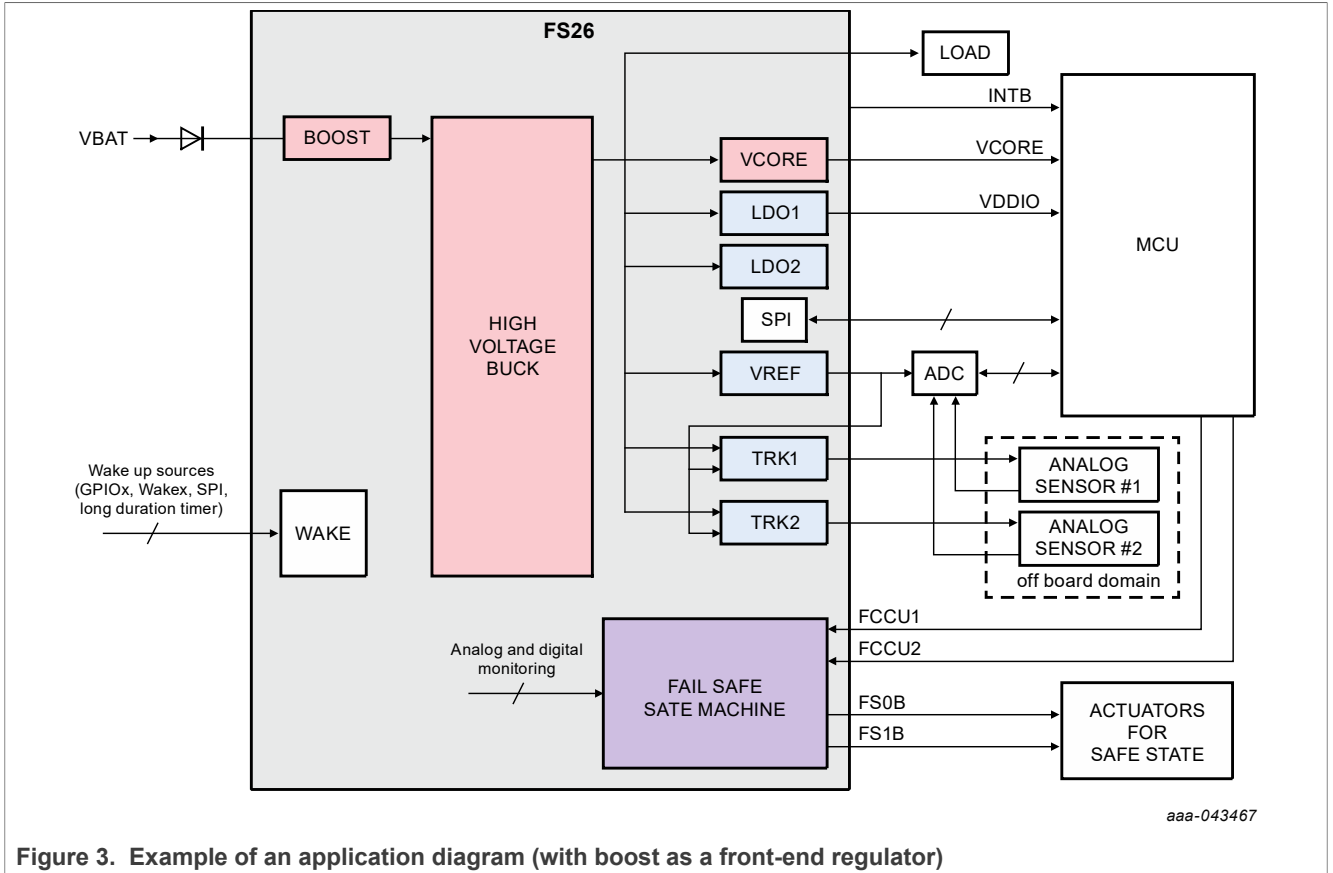 FS26
LOAD
INTB
VBAT
BOOST
VCORE
VCORE
LDO1
VDDIO
MCU
LDO2
SPI
HIGH
VOLTAGE
BUCK
VREF
ADC
TRK1
ANALOG
SENSOR #1
Wake up sources
(GPIOx, Wakex, SPI,
long duration timer)
WAKE
TRK2
ANALOG
SENSOR #2
off board domain
FCCU1
FCCU2
Analog and digital
monitoring
FAIL SAFE
SATE MACHINE
FS0B
FS1B
ACTUATORS
FOR
SAFE STATE
aaa-043467
Figure 3. Example of an application diagram (with boost as a front-end regulator)